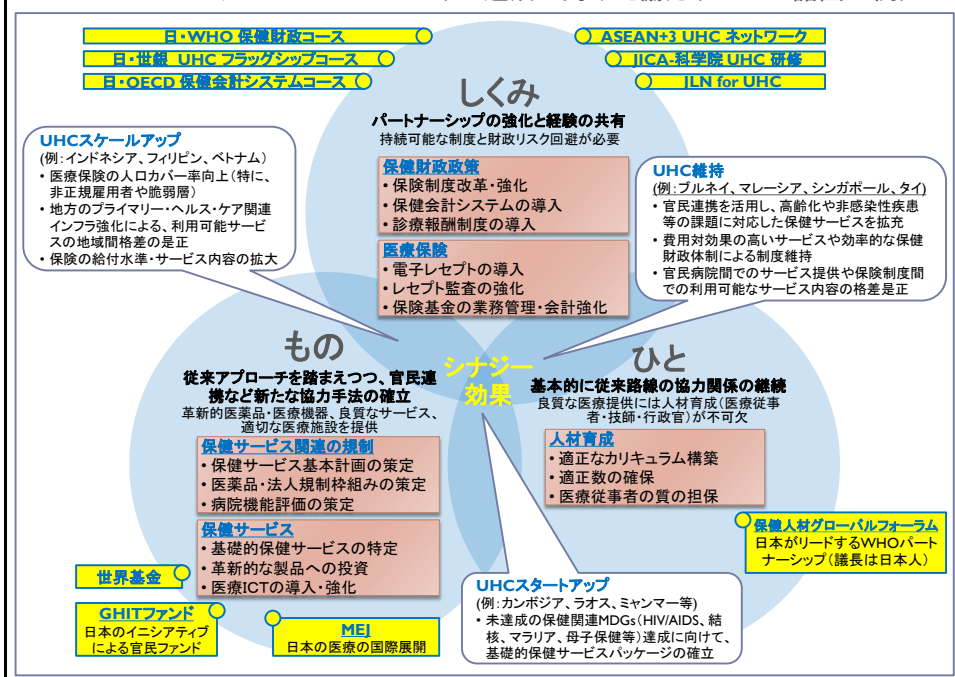 日・WHO 保健財政コース
日・世銀 UHC フラッグシップコース
日・OECD 保健会計システムコース
ASEAN+3 UHC ネットワーク
JICA-科学院 UHC 研修
JLN for UHC
しくみ
パートナーシップの強化と経験の共有
持続可能な制度と財政リスク回避が必要
保健財政政策
・保険制度改革・強化
・保健会計システムの導入
・診療報酬制度の導入
医療保険
・電子レセプトの導入
・レセプト監査の強化
・保険基金の業務管理・会計強化
UHCスケールアップ
(例：インドネシア、フィリピン、ベトナム)
・医療保険の人口カバー率向上(特に、
非正規雇用者や脆弱層)
・地方のプライマリー・ヘルス・ケア関連
インフラ強化による、利用可能サービ
スの地域間格差の是正
・保険の給付水準・サービス内容の拡大
UHC維持
(例：ブルネイ、マレーシア、シンガポール、タイ)
・官民連携を活用し、高齢化や非感染性疾患
等の課題に対応した保健サービスを拡充
・費用対効果の高いサービスや効率的な保健
財政体制による制度維持
・官民病院間でのサービス提供や保険制度間
での利用可能なサービス内容の格差是正
もの
従来アプローチを踏まえつつ、官民連
携など新たな協力手法の確立
革新的医薬品・医療機器、良質なサービス、
適切な医療施設を提供
保健サービス関連の規制
・保健サービス基本計画の策定
・医薬品・法人規制枠組みの策定
・病院機能評価の策定
保健サービス
・基礎的保健サービスの特定
・革新的な製品への投資
・医療ICTの導入・強化
シナジー
効果
ひと
基本的に従来路線の協力関係の継続
良質な医療提供には人材育成(医療従事
者・技師・行政官)が不可欠
人材育成
・適正なカリキュラム構築
・適正数の確保
・医療従事者の質の担保
保健人材グローバルフォーラム
日本がリードするWHOパート
ナーシップ(議長は日本人)
世界基金
GHITファンド
日本のイニシアティブ
による官民ファンド
MEJ
日本の医療の国際展開
UHCスタートアップ
(例：カンボジア、ラオス、ミャンマー等)
・未達成の保健関連MDGs(HIV/AIDS、結
核、マラリア、母子保健等)達成に向けて、
基礎的保健サービスパッケージの確立